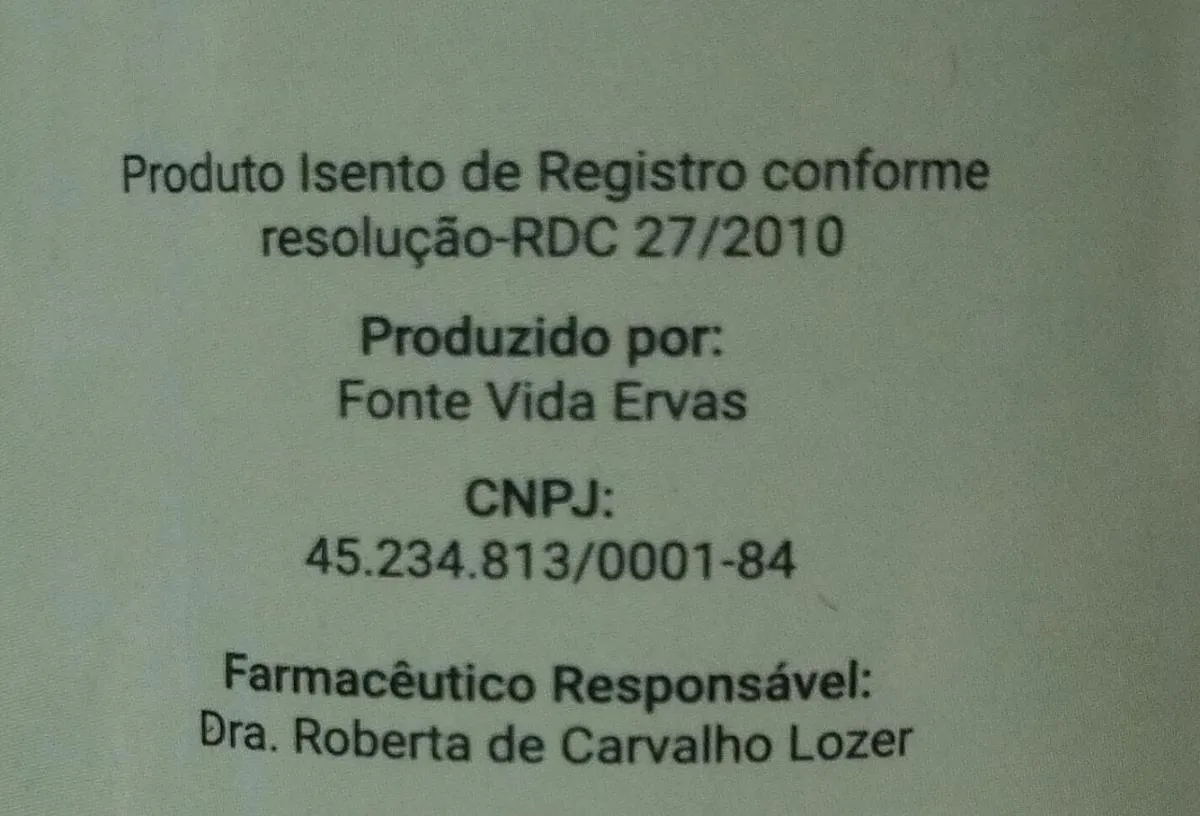 Produto Isento de Registro conforme
resolução-RDC 27/2010
Produzido por:
Fonte Vida Ervas
CNPJ:
45.234.813/0001-84
Farmacêutico Responsável:
Dra. Roberta de Carvalho Lozer